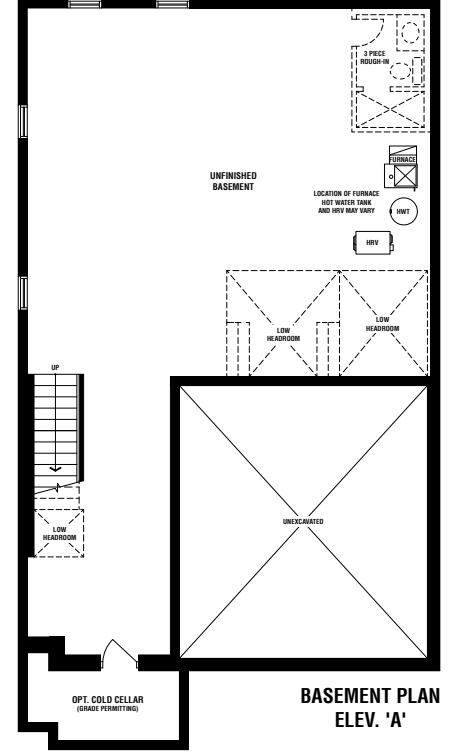 3 PIECE
ROUGH-IN
FURNACE
UNFINISHED
BASEMENT
LOCATION OF FURNACE
HOT WATER TANK
AND HRV MAY VARY
HWT
HRV
LOW
HEADROOM
LOW
HEADROOM
UP
UNEXCAVATED
LOW
HEADROOM
OPT. COLD CELLAR
(GRADE PERMITTING)
BASEMENT PLAN
ELEV. 'A'